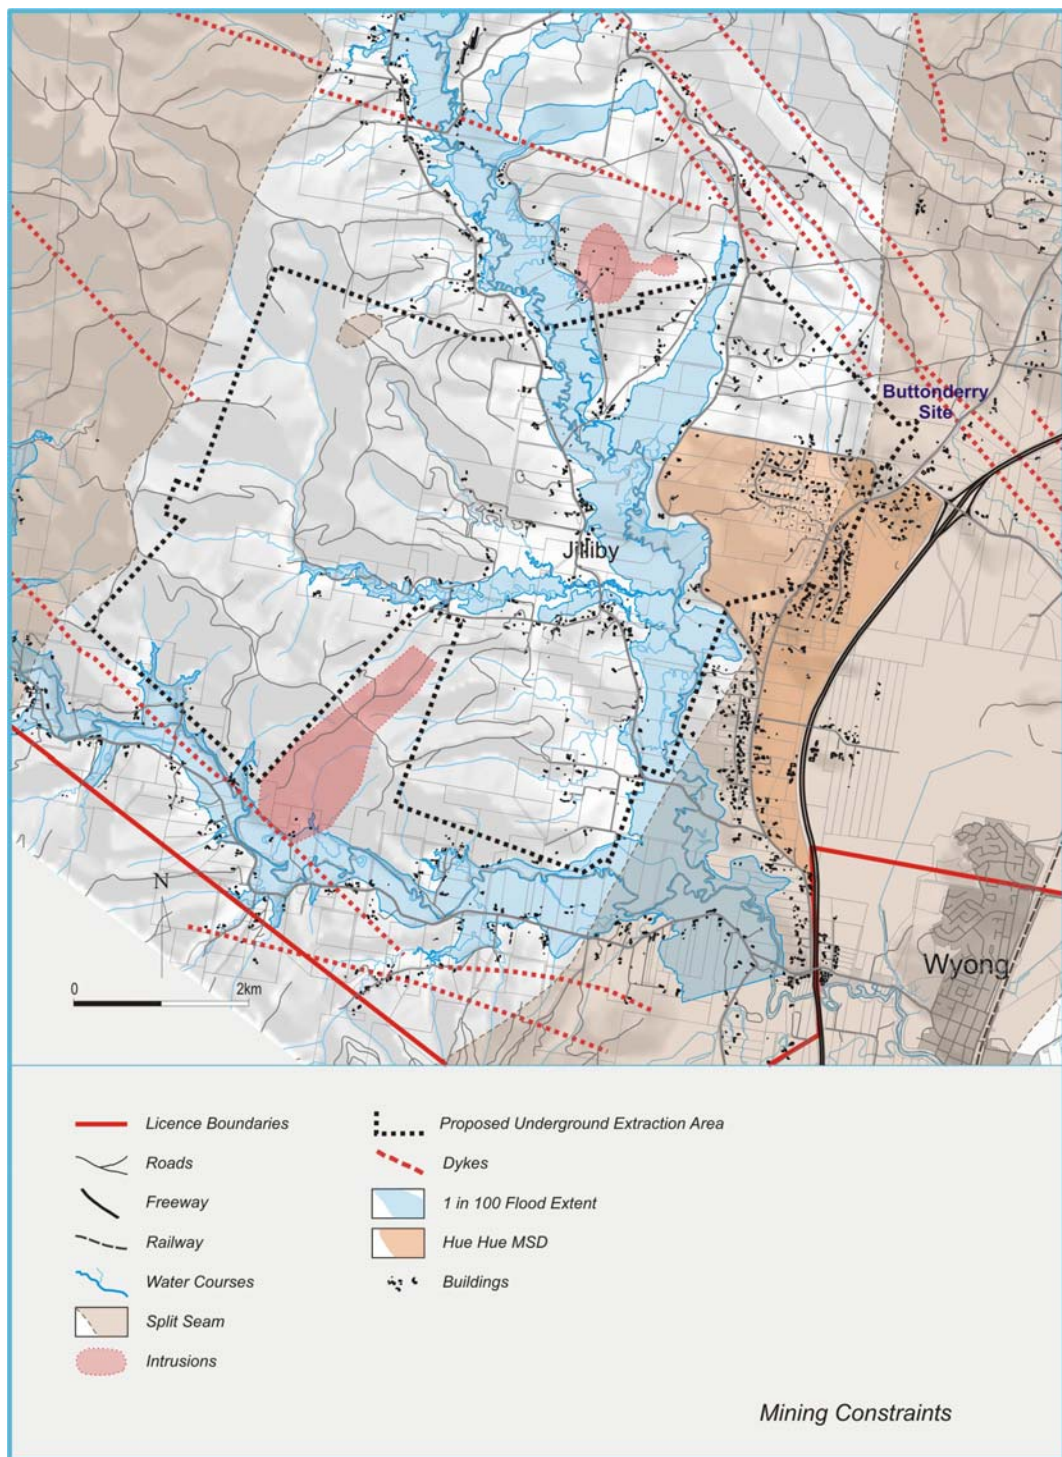 Buttonderry
Site
Jilliby
N
0
2km
Wyong
Licence Boundaries
Roads
Freeway
Railway
Water Courses
Split Seam
Intrusions
Proposed Underground Extraction Area
Dykes
1 in 100 Flood Extent
Hue Hue MSD
Buildings
Mining Constraints